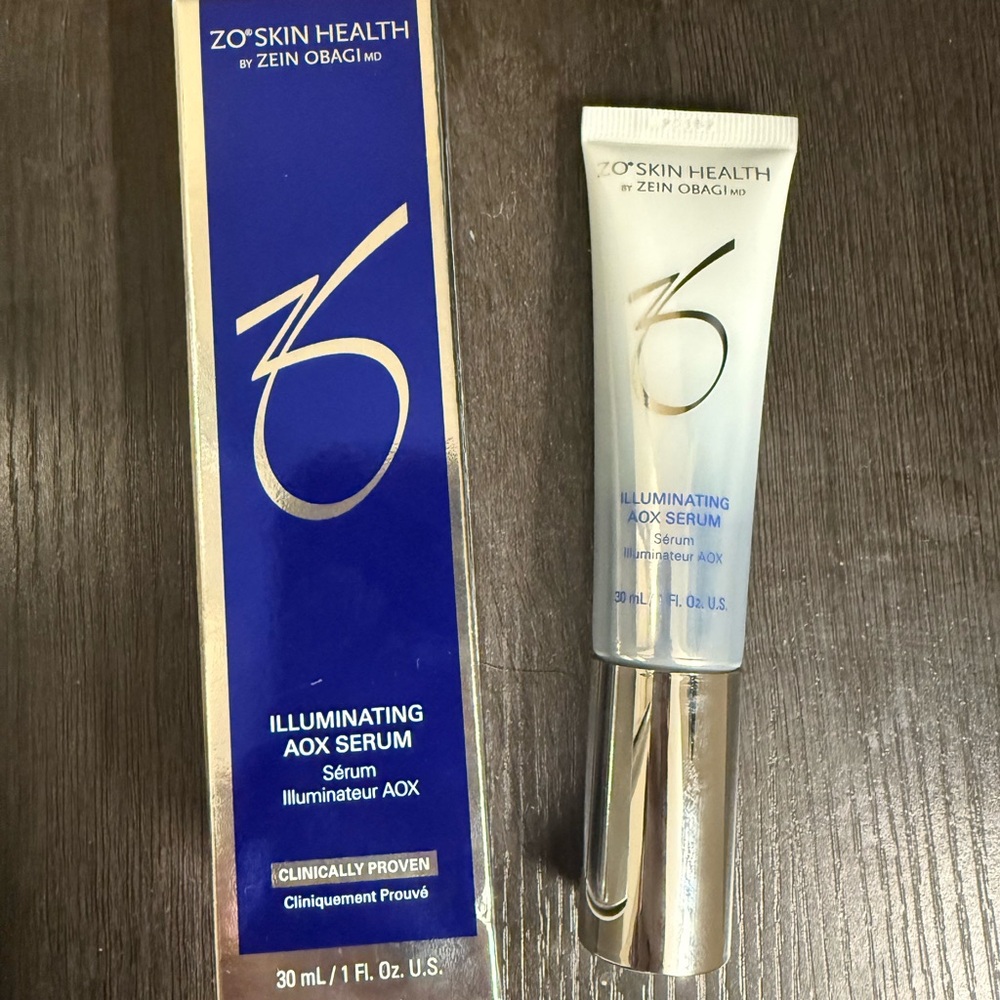 ZO® SKIN HEALTH
BY ZEIN OBAGI MD
ILLUMINATING
AOX SERUM
Sérum
Illuminateur AOX
CLINICALLY PROVEN
Cliniquement Prouvé
30 mL / 1 Fl. Oz. U.S.
ZO® SKIN HEALTH
BY ZEIN OBAGI MD
ILLUMINATING
AOX SERUM
Sérum
Illuminateur AOX
30 mL / 1 Fl. Oz. U.S.